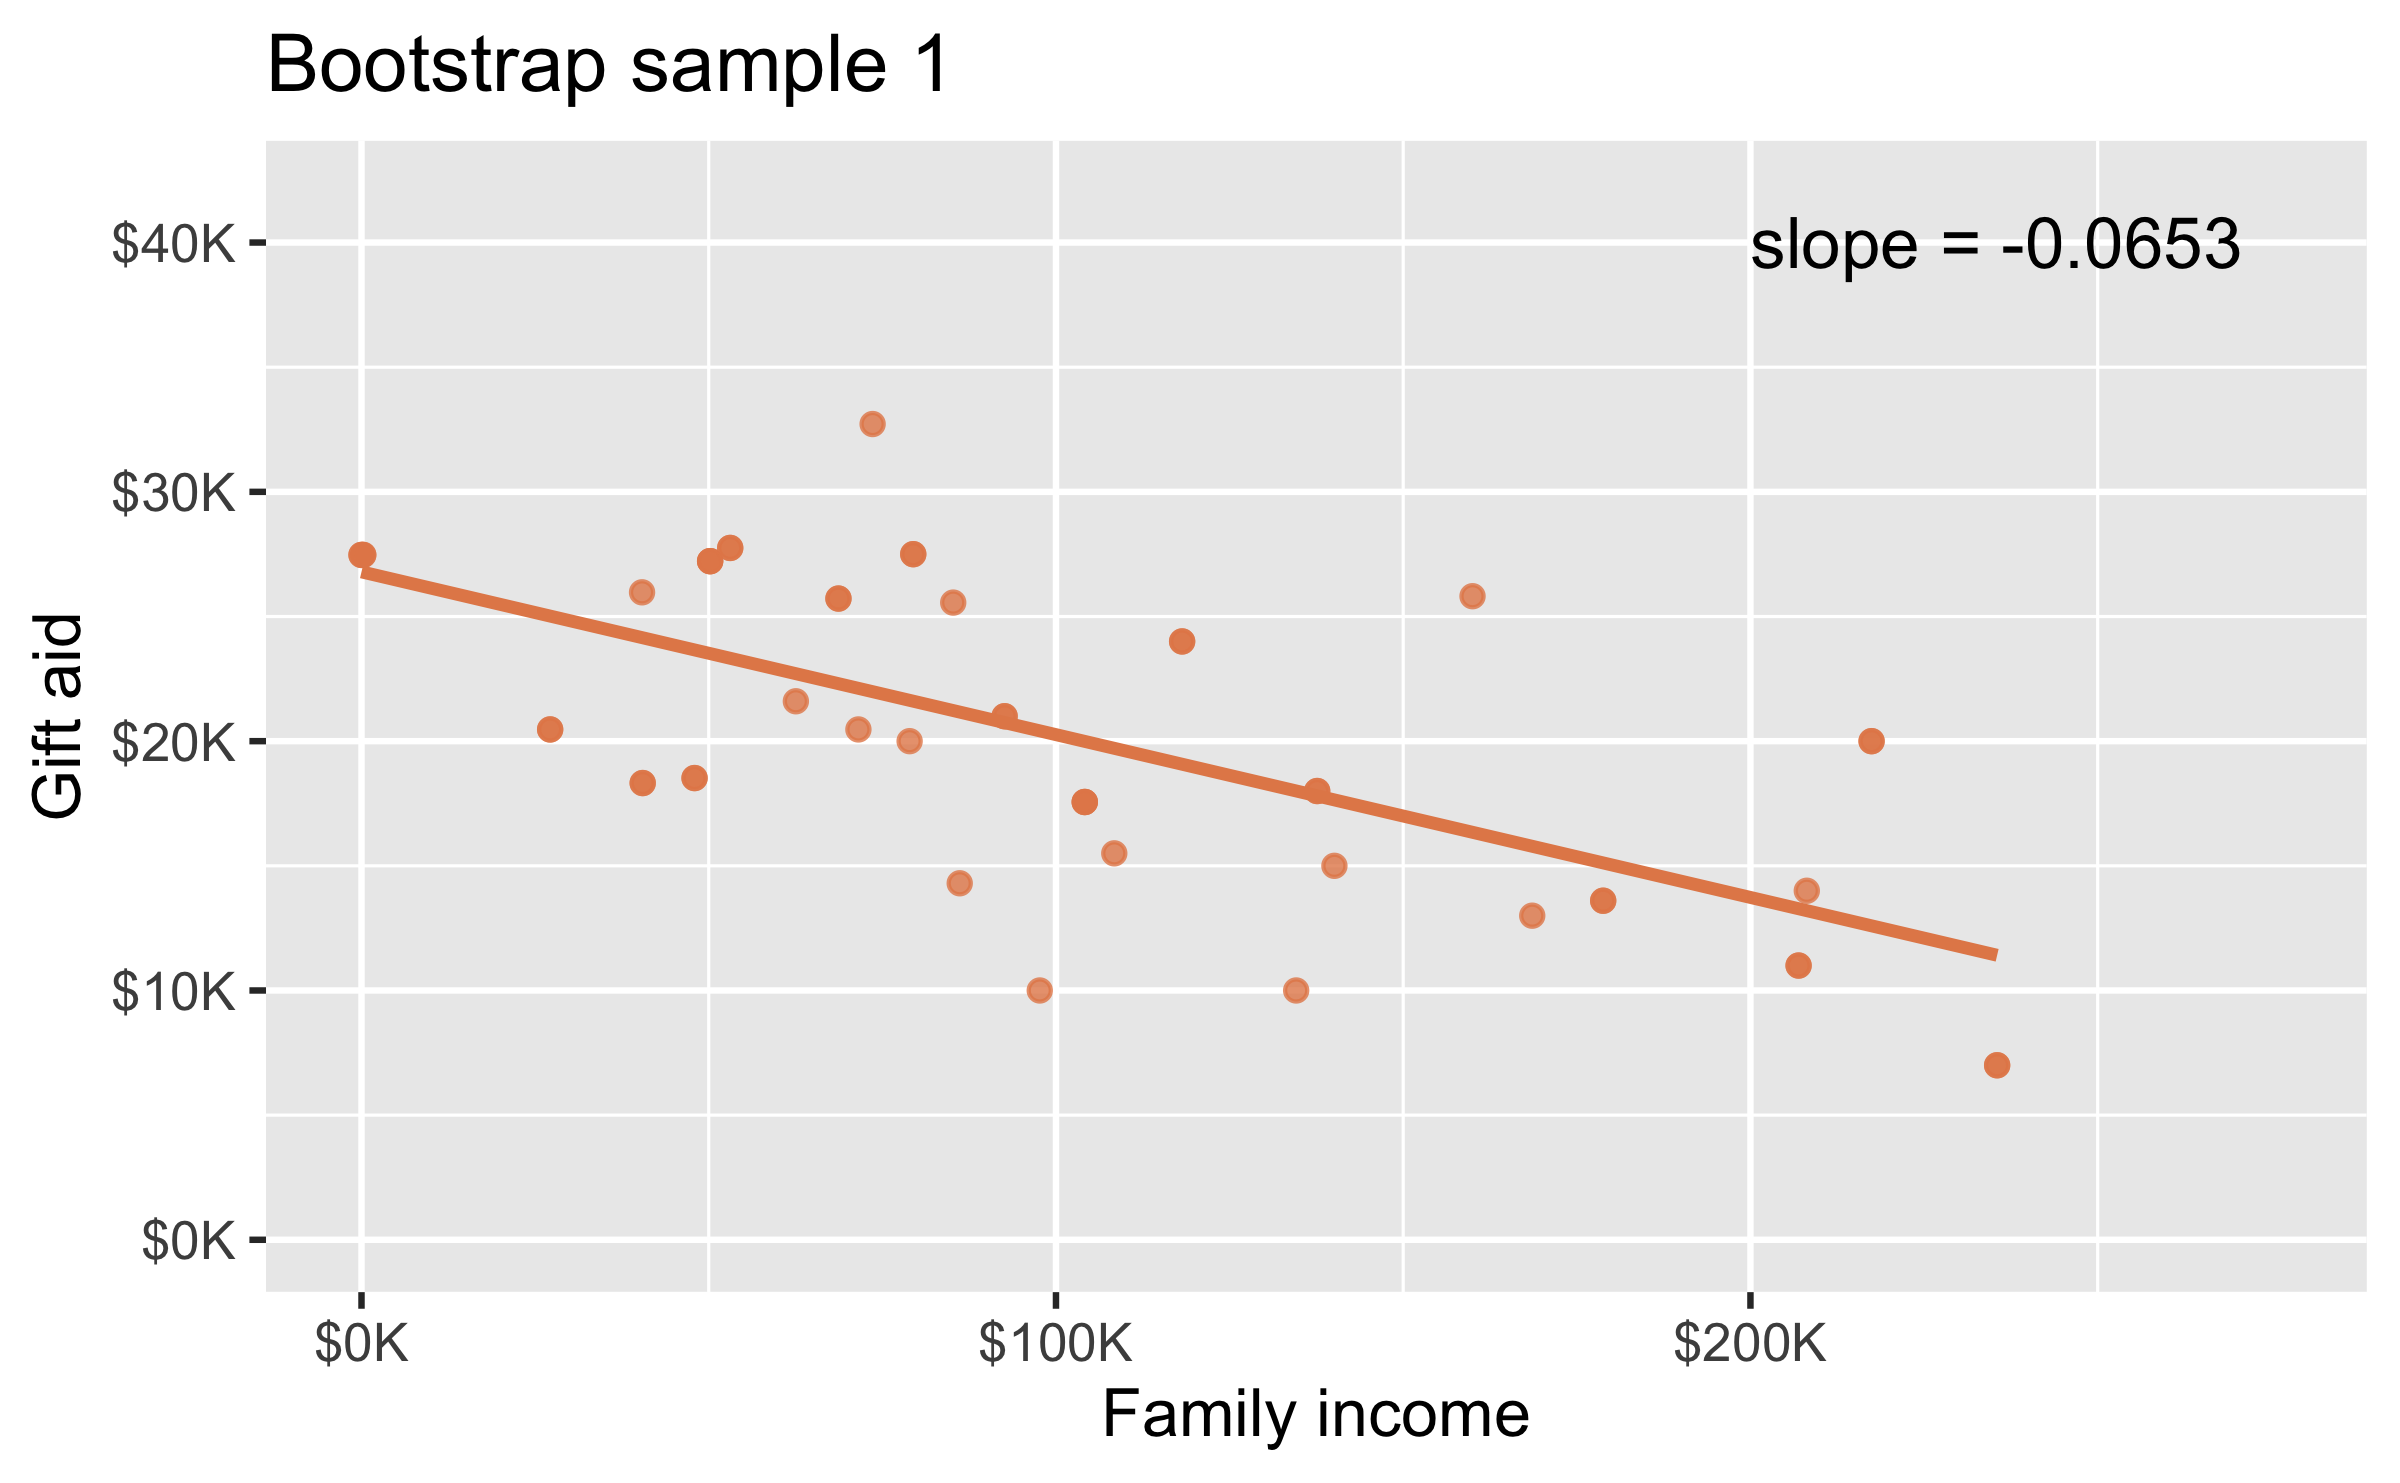 Bootstrap sample 1
slope = -0.0653
$40K
$30K
$20K
$10K
$0K
Gift aid
$0K
$100K
$200K
Family income